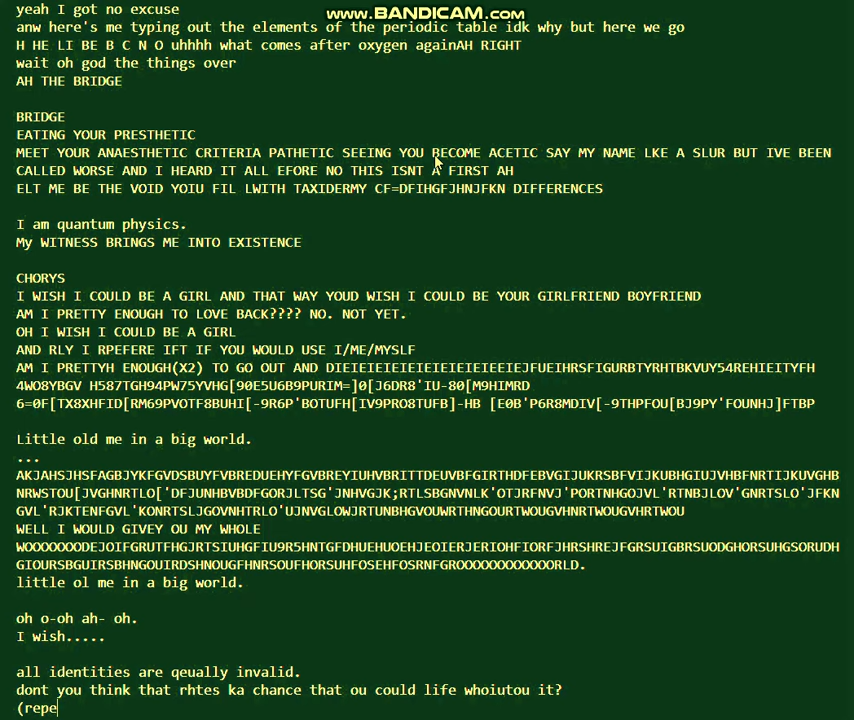 www.BANDICAM.com
yeah I got no excuse
anw here's me typing out the elements of the periodic table idk why but here we go
H HE LI BE B C N O uhhhh what comes after oxygen againAH RIGHT
wait oh god the things over
AH THE BRIDGE
BRIDGE
EATING YOUR PRESTHETIC
MEET YOUR ANAESTHETIC CRITERIA PATHETIC SEEING YOU BECOME ACETIC SAY MY NAME LKE A SLUR BUT IVE BEEN
CALLED WORSE AND I HEARD IT ALL EFORE NO THIS ISNT A FIRST AH
ELT ME BE THE VOID YOIU FIL LWITH TAXIDERMY CF=DFIHGFJHNJFKN DIFFERENCES
I am quantum physics.
My WITNESS BRINGS ME INTO EXISTENCE
CHORYS
I WISH I COULD BE A GIRL AND THAT WAY YOUD WISH I COULD BE YOUR GIRLFRIEND BOYFRIEND
AM I PRETTY ENOUGH TO LOVE BACK???? NO. NOT YET.
OH I WISH I COULD BE A GIRL
AND RLY I RPEFERE IFT IF YOU WOULD USE I/ME/MYSLF
AM I PRETTYH ENOUGH(X2) TO GO OUT AND DIEIEIEIEIEIEIEIEIEIEEIEJFUEIHRSFIGURBTYRHTBKVUY54REHIEITYFH
4WO8YBGV H587TGH94PW75YVHG[90E5U6B9PURIM=]0[J6DR8'IU-80[M9HIMRD
6=0F[TX8XHFID[RM69PVOTF8BUHI[-9R6P'BOTUFH[IV9PRO8TUFB]-HB [E0B'P6R8MDIV[-9THPFOU[BJ9PY'FOUNHJ]FTBP
Little old me in a big world.
...
AKJAHSJHSFAGBJYKFGVDSBUYFVBREDUEHYFGVBREYIUHVBRITTDEUVBFGIRTHDFEBVGIJUKRSBFVIJKUBHGIUJVHBFNRTIJKUVGHB
NRWSTOU[JVGHNRTLO['DFJUNHBVBDFGORJLTSG'JNHVGJK;RTLSBGNVNLK'OTJRFNVJ'PORTNHGOJVL'RTNBJLOV'GNRTSLO'JFKN
GVL'RJKTENFGVL'KONRTSLJGOVNHTRLO'UJNVGLOWJRTUNBHGVOUWRTHNGOURTWOUGVHNRTWOUGVHRTWOU
WELL I WOULD GIVEY OU MY WHOLE
WOOOOOOODEJOIFGRUTFHGJRTSIUHGFIU9R5HNTGFDHUEHUOEHJEOIERJERIOHFIORFJHRSHREJFGRSUIGBRSUODGHORSUHGSORUDH
GIOURSBGUIRSBHNGOUIRDSHNOUGFHNRSOUFHORSUHFOSEHFOSRNFGROXXXXXXXXXXXORLD.
little ol me in a big world.
oh o-oh ah- oh.
I wish.....
all identities are qeually invalid.
dont you think that rhtes ka chance that ou could life whoiutou it?
(repe